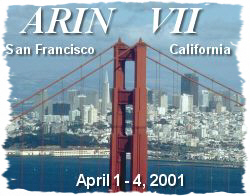 ARIN VII
San Francisco California
April 1 - 4, 2001